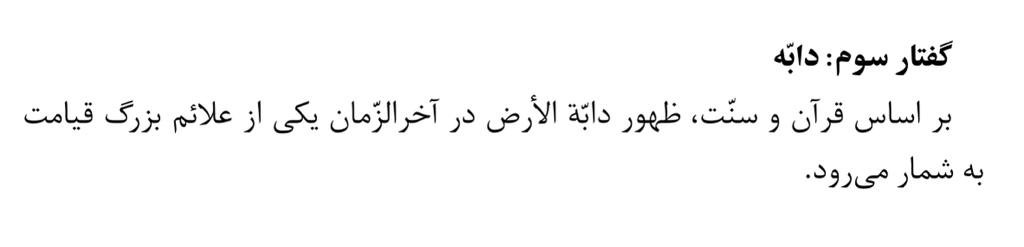 گفتار سوم: دابّه
بر اساس قرآن و سنّت، ظهور دابّة الأرض در آخرالزّمان یکی از علائم بزرگ قیامت
به شمار می‌رود.